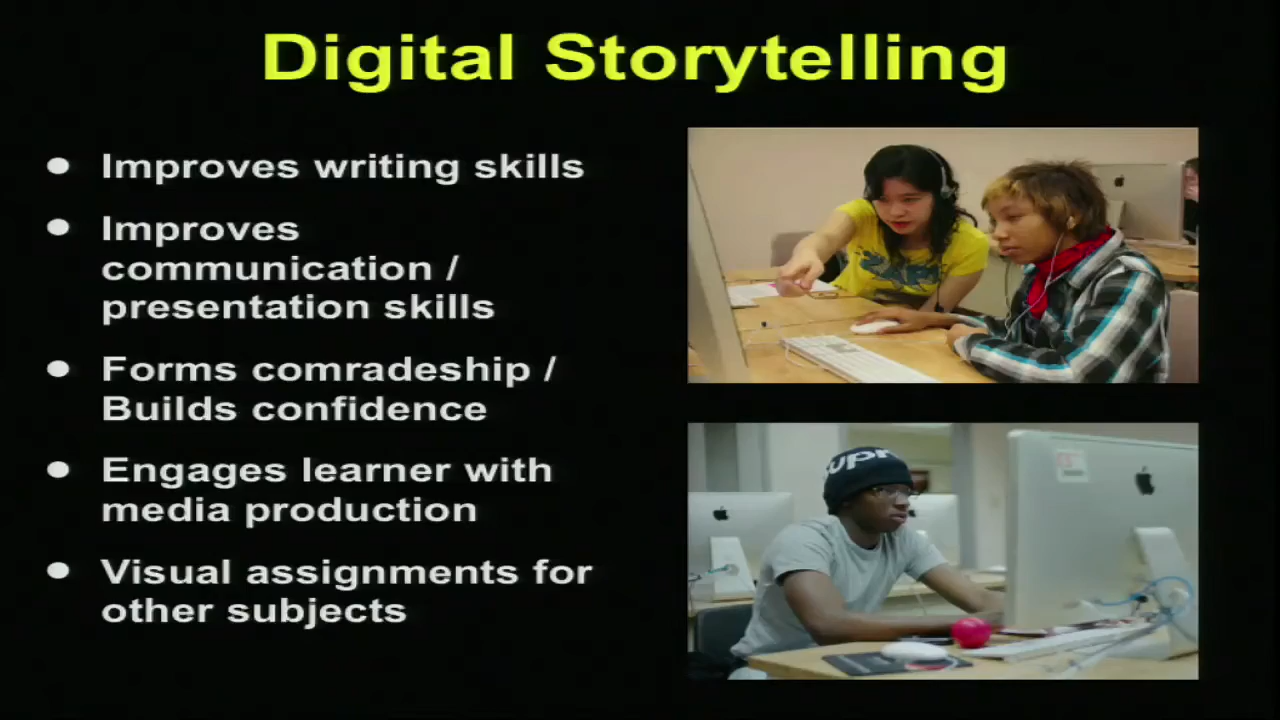 Digital Storytelling
Improves writing skills
Improves
communication /
presentation skills
Forms comradeship /
Builds confidence
Engages learner with
media production
Visual assignments for
other subjects